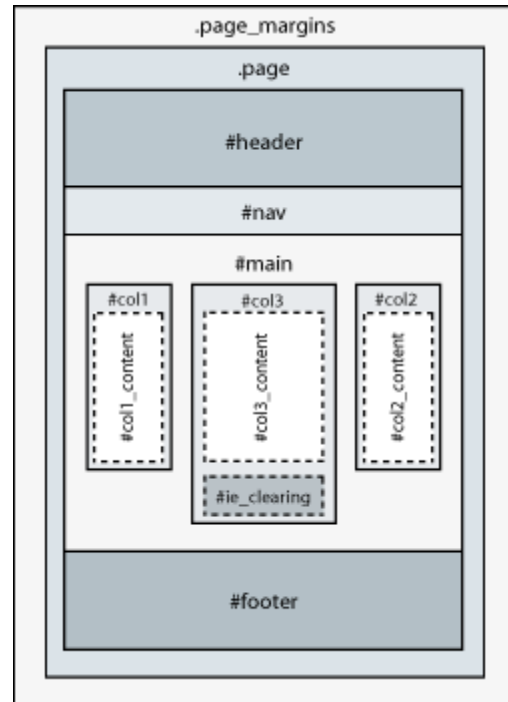 .page_margins
.page
#header
#nav
#main
#col1
#col1_content
#col3
#col3_content
#ie_clearing
#col2
#col2_content
#footer